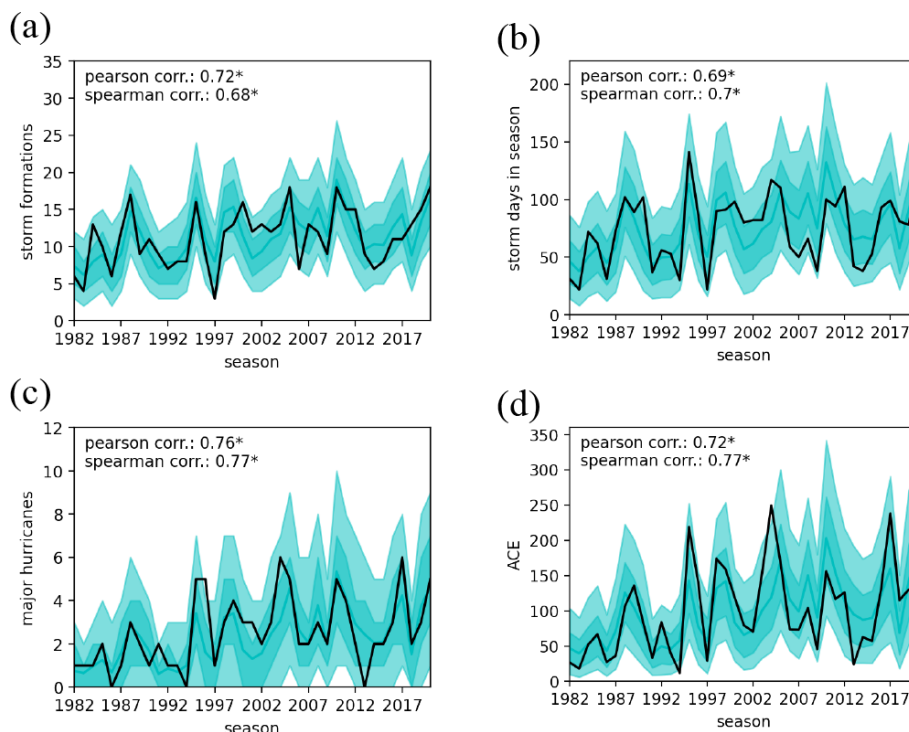 (a)
35
30
25
20
15
10
5
0
storm formations
pearson corr.: 0.72*
spearman corr.: 0.68*
1982 1987 1992 1997 2002 2007 2012 2017
season
(b)
200
150
100
50
0
storm days in season
pearson corr.: 0.69*
spearman corr.: 0.7*
1982 1987 1992 1997 2002 2007 2012 2017
season
(c)
12
10
8
6
4
2
0
major hurricanes
pearson corr.: 0.76*
spearman corr.: 0.77*
1982 1987 1992 1997 2002 2007 2012 2017
season
(d)
350
300
250
200
150
100
50
0
ACE
pearson corr.: 0.72*
spearman corr.: 0.77*
1982 1987 1992 1997 2002 2007 2012 2017
season